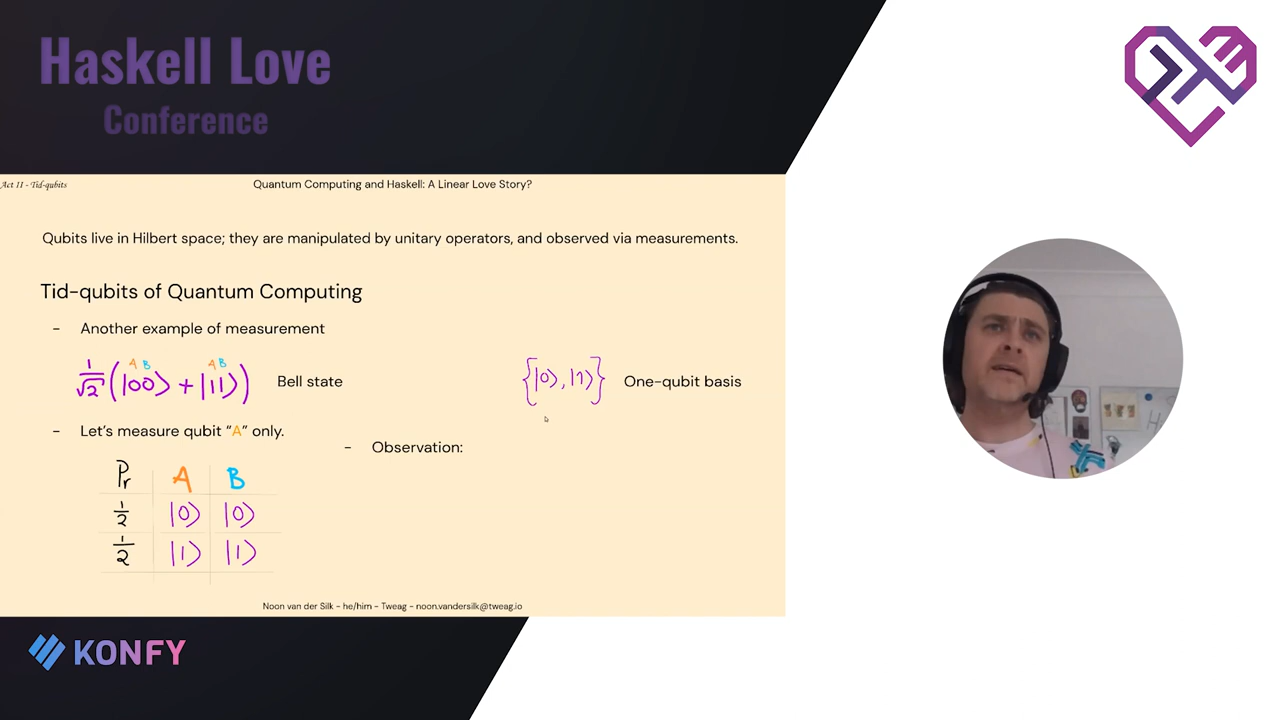 Haskell Love
Conference
Act II - Tid-qubits
Quantum Computing and Haskell: A Linear Love Story?
Qubits live in Hilbert space; they are manipulated by unitary operators, and observed via measurements.
Tid-qubits of Quantum Computing
- Another example of measurement
A B A B
1/√2 (|00⟩ + |11⟩) Bell state
{|0⟩, |1⟩} One-qubit basis
- Let's measure qubit "A" only.
- Observation:
Pr A B
1/2 |0⟩ |0⟩
1/2 |1⟩ |1⟩
Noon van der Silk - he/him - Tweag - noon.vandersilk@tweag.io
KONFY